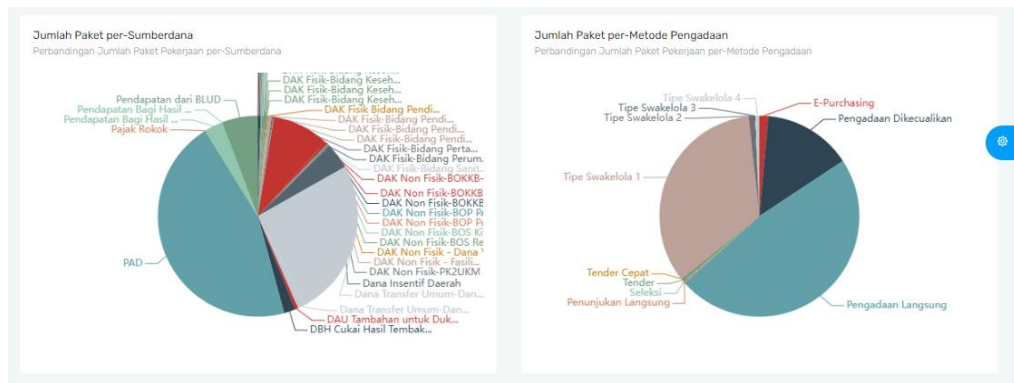 Jumlah Paket per-Sumberdana
Perbandingan Jumlah Paket Pekerjaan per-Sumberdana
DAK Fisik-Bidang Keseh...
DAK Fisik-Bidang Keseh...
DAK Fisik-Bidang Keseh...
DAK Fisik Bidang Pendi...
DAK Fisik-Bidang Pendi...
DAK Fisik-Bidang Pendi...
DAK Fisik-Bidang Pendi...
DAK Fisik-Bidang Perta...
DAK Fisik-Bidang Perum.
DAK Fisik-Bidang Sanit...
DAK Non Fisik-BOKKB-
DAK Non Fisik-BOKKB
DAK Non Fisik-BOKKB
DAK Non Fisik-BOP
DAK Non Fisik-BOP
DAK Non Fisik-BOS Ki
DAK Non Fisik-BOS Re
DAK Non Fisik - Dana
DAK Non Fisik - Fasili...
DAK Non Fisik-PK2UKM
Dana Insentif Daerah
Dana Transfer Umum-Dan...
Dana Transfer Umum-Dan...
DAU Tambahan untuk Duk...
DBH Cukai Hasil Tembak...
PAD
Pajak Rokok
Pendapatan Bagi Hasil ...
Pendapatan Bagi Hasil ...
Pendapatan dari BLUD
Jumlah Paket per-Metode Pengadaan
Perbandingan Jumlah Paket Pekerjaan per-Metode Pengadaan
E-Purchasing
Pengadaan Dikecualikan
Pengadaan Langsung
Penunjukan Langsung
Seleksi
Tender
Tender Cepat
Tipe Swakelola 1
Tipe Swakelola 2
Tipe Swakelola 3
Tipe Swakelola 4